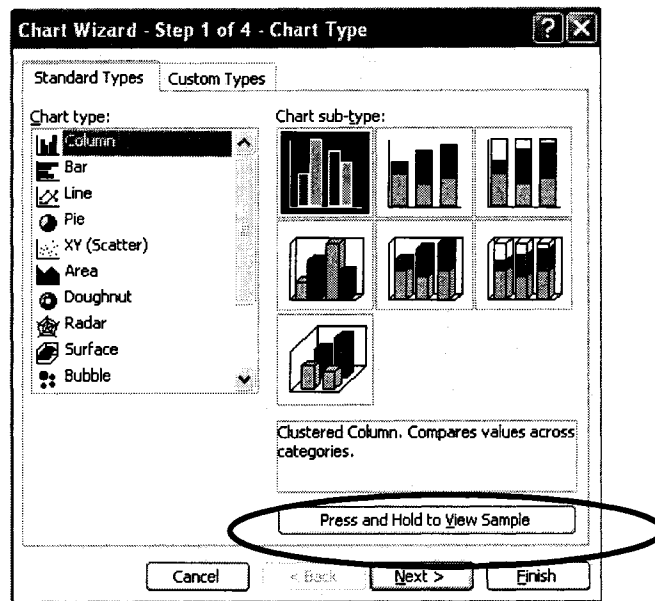 Chart Wizard - Step 1 of 4 - Chart Type
Standard Types
Custom Types
Chart type:
Column
Bar
Line
Pie
XY (Scatter)
Area
Doughnut
Radar
Surface
Bubble
Chart sub-type:
Clustered Column. Compares values across
categories.
Press and Hold to View Sample
Cancel
< Back
Next >
Finish